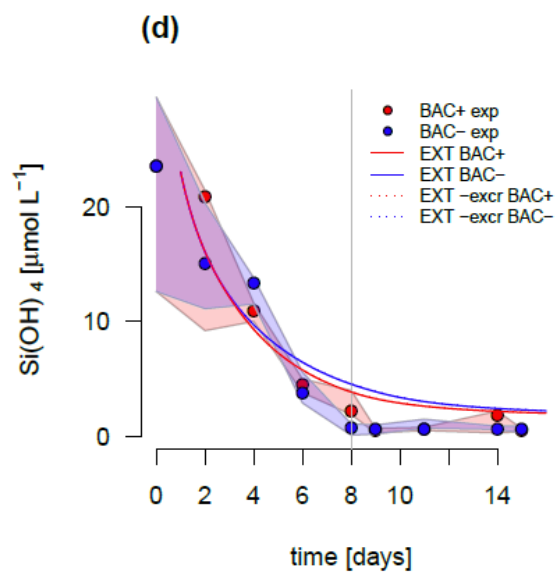 (d)
BAC+ exp
BAC− exp
EXT BAC+
EXT BAC−
EXT −excr BAC+
EXT −excr BAC−
Si(OH) 4 [μmol L−1]
20
10
0
0 2 4 6 8 10 14
time [days]